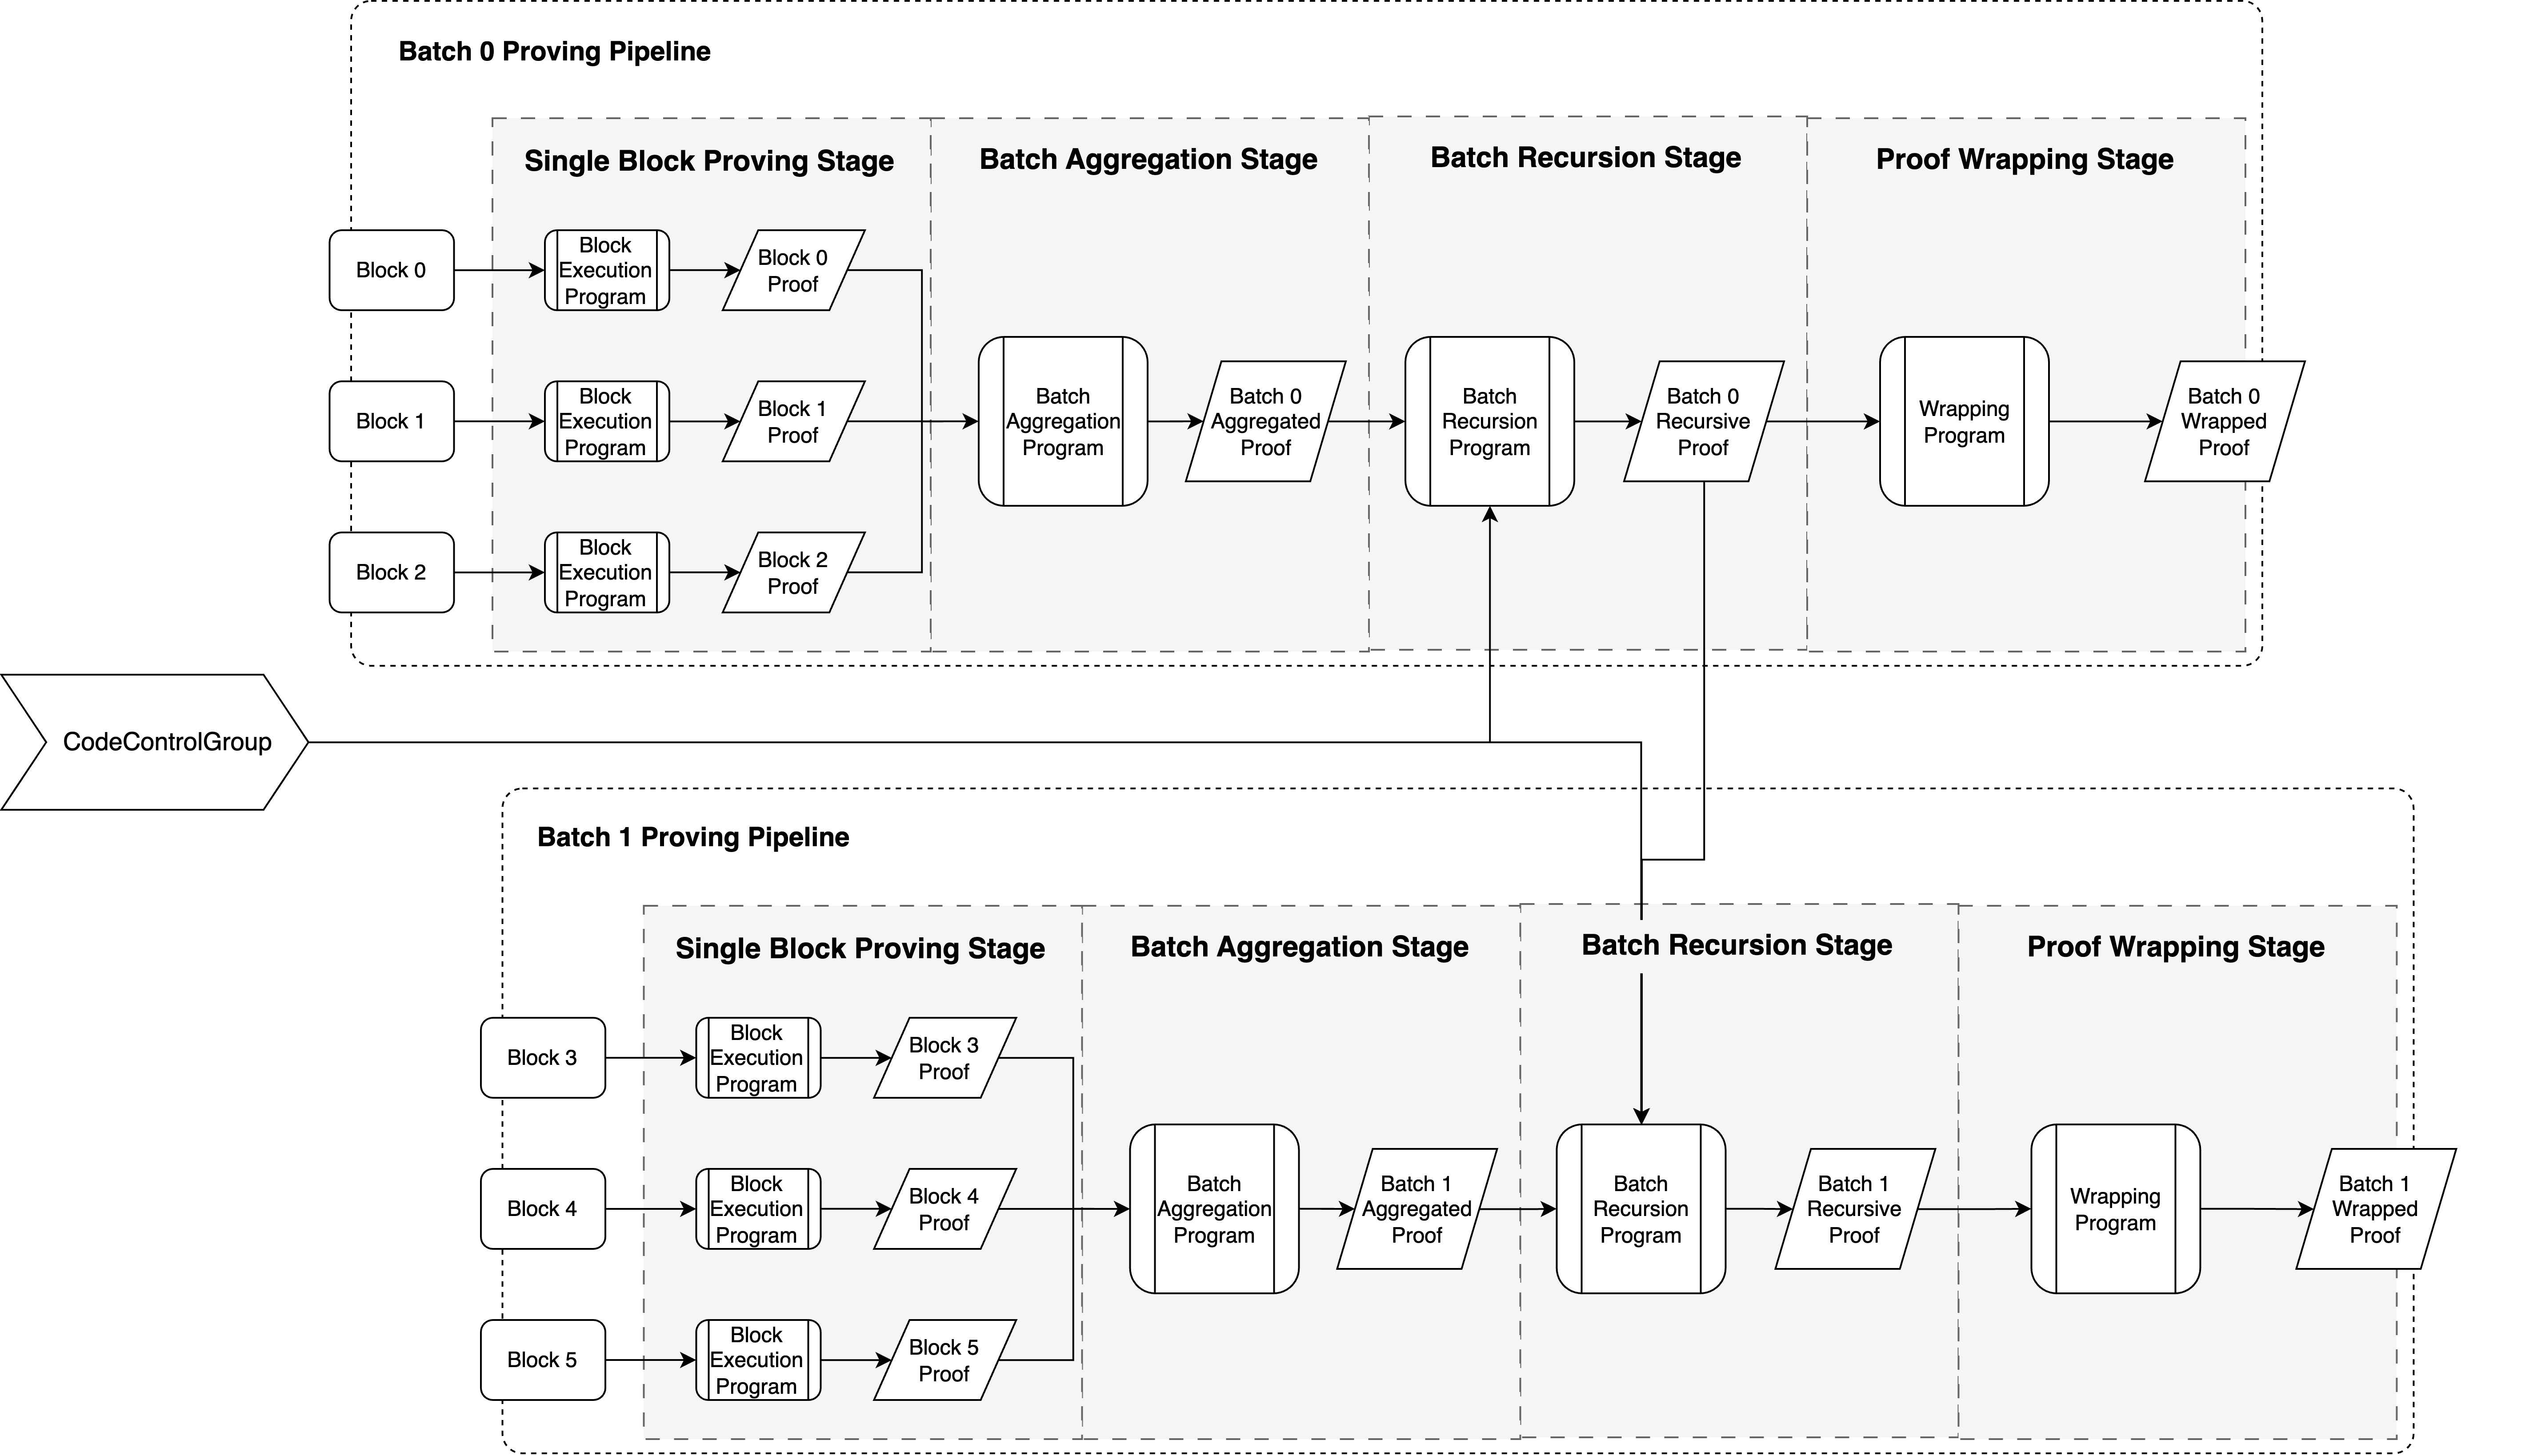 Batch 0 Proving Pipeline
Single Block Proving Stage
Batch Aggregation Stage
Batch Recursion Stage
Proof Wrapping Stage
Block 0
Block
Execution
Program
Block 0
Proof
Block 1
Block
Execution
Program
Block 1
Proof
Block 2
Block
Execution
Program
Block 2
Proof
Batch
Aggregation
Program
Batch 0
Aggregated
Proof
Batch
Recursion
Program
Batch 0
Recursive
Proof
Wrapping
Program
Batch 0
Wrapped
Proof
CodeControlGroup
Batch 1 Proving Pipeline
Single Block Proving Stage
Batch Aggregation Stage
Batch Recursion Stage
Proof Wrapping Stage
Block 3
Block
Execution
Program
Block 3
Proof
Block 4
Block
Execution
Program
Block 4
Proof
Block 5
Block
Execution
Program
Block 5
Proof
Batch
Aggregation
Program
Batch 1
Aggregated
Proof
Batch
Recursion
Program
Batch 1
Recursive
Proof
Wrapping
Program
Batch 1
Wrapped
Proof